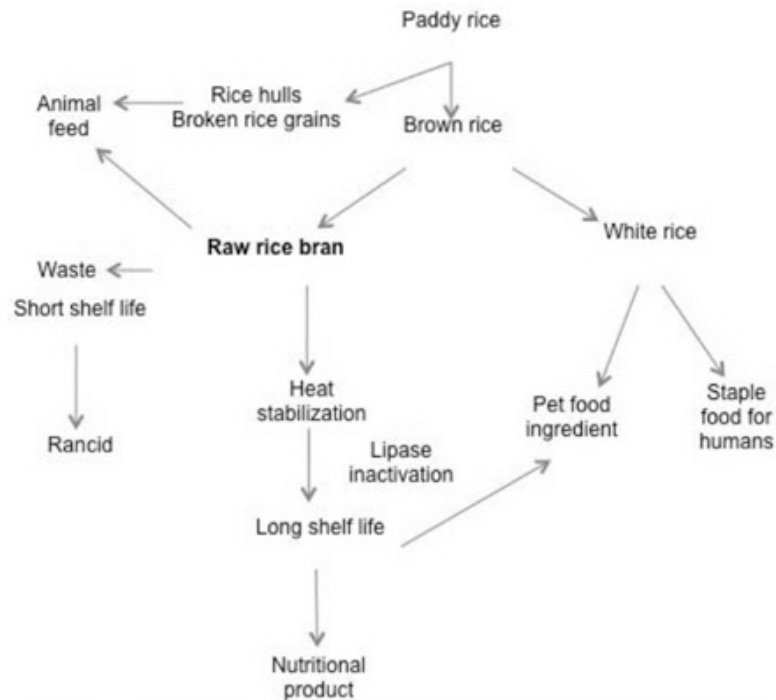 Paddy rice
Animal
feed
Rice hulls
Broken rice grains
Brown rice
Raw rice bran
White rice
Waste
Short shelf life
Heat
stabilization
Pet food
ingredient
Staple
food for
humans
Rancid
Lipase
inactivation
Long shelf life
Nutritional
product